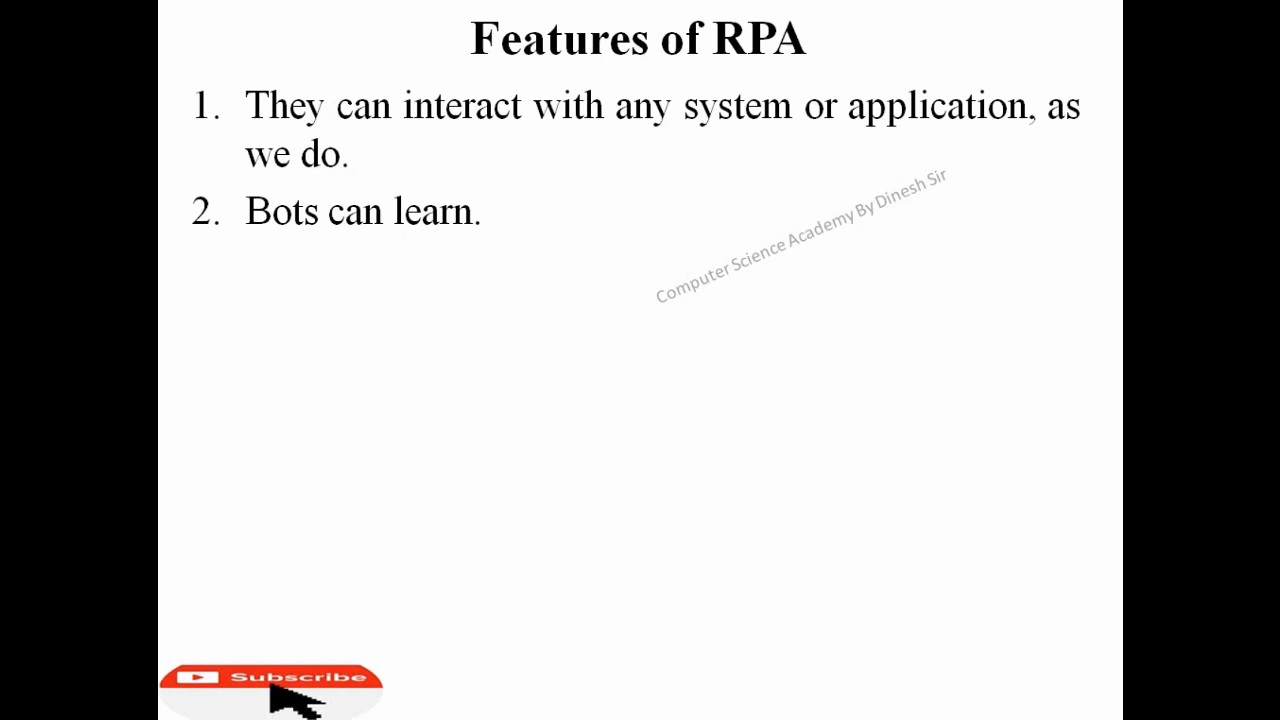 Features of RPA
1. They can interact with any system or application, as
we do.
2. Bots can learn.
Computer Science Academy By Dinesh Sir
Subscribe